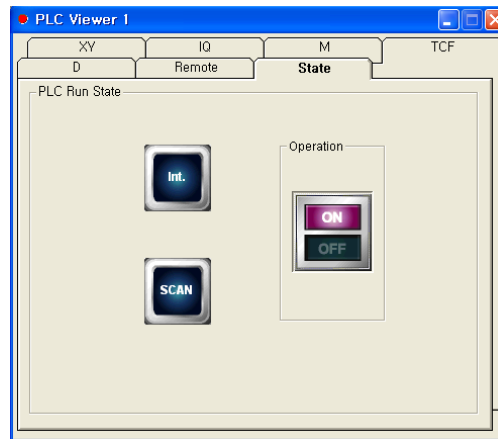 PLC Viewer 1
XY IQ M TCF
D Remote State
PLC Run State
Operation
Int.
ON
OFF
SCAN